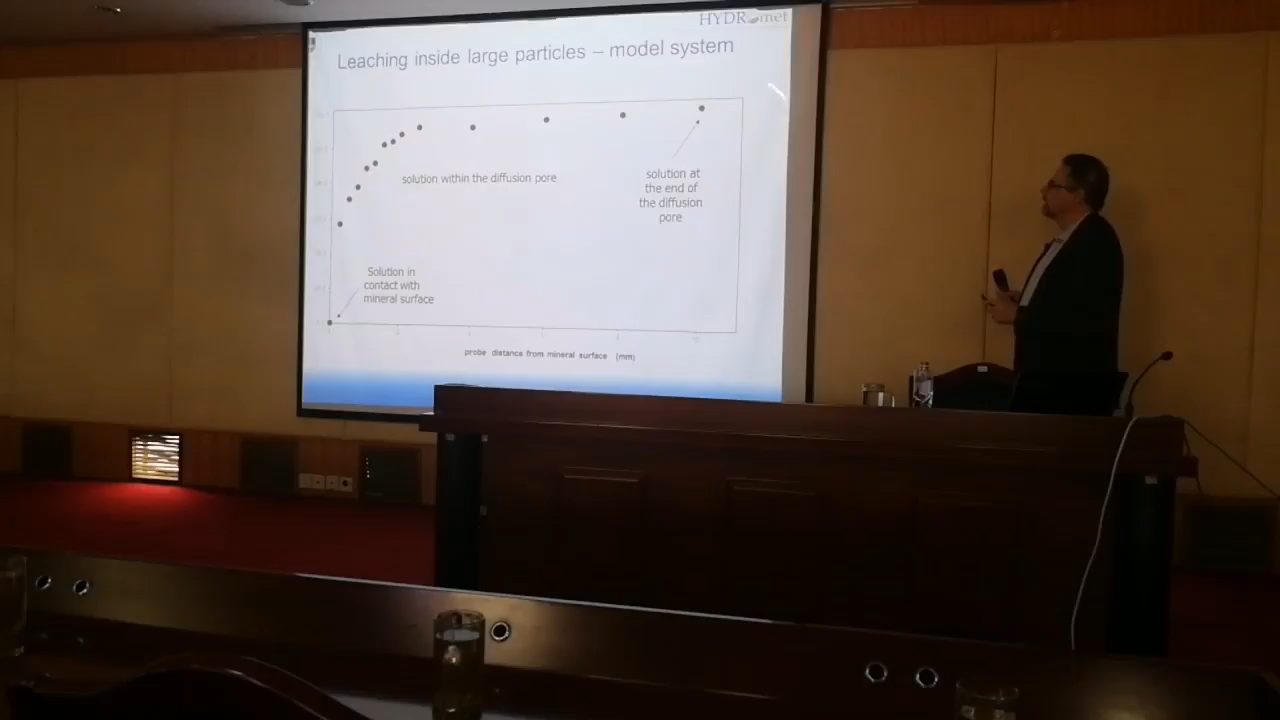 HYDROmet
Leaching inside large particles – model system
solution within the diffusion pore
solution at
the end of
the diffusion
pore
Solution in
contact with
mineral surface
probe distance from mineral surface (mm)